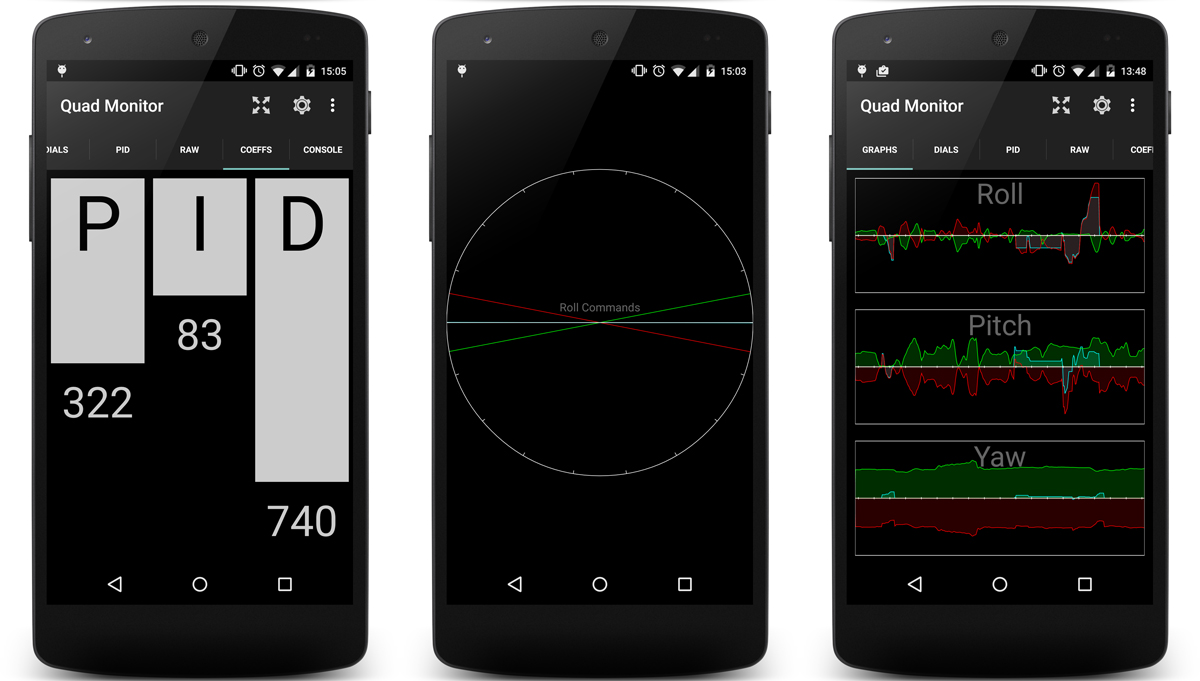 15:05
Quad Monitor
DIALS PID RAW COEFFS CONSOLE
P I D
83
322
740
15:03
Roll Commands
13:48
Quad Monitor
GRAPHS DIALS PID RAW COEF
Roll
Pitch
Yaw